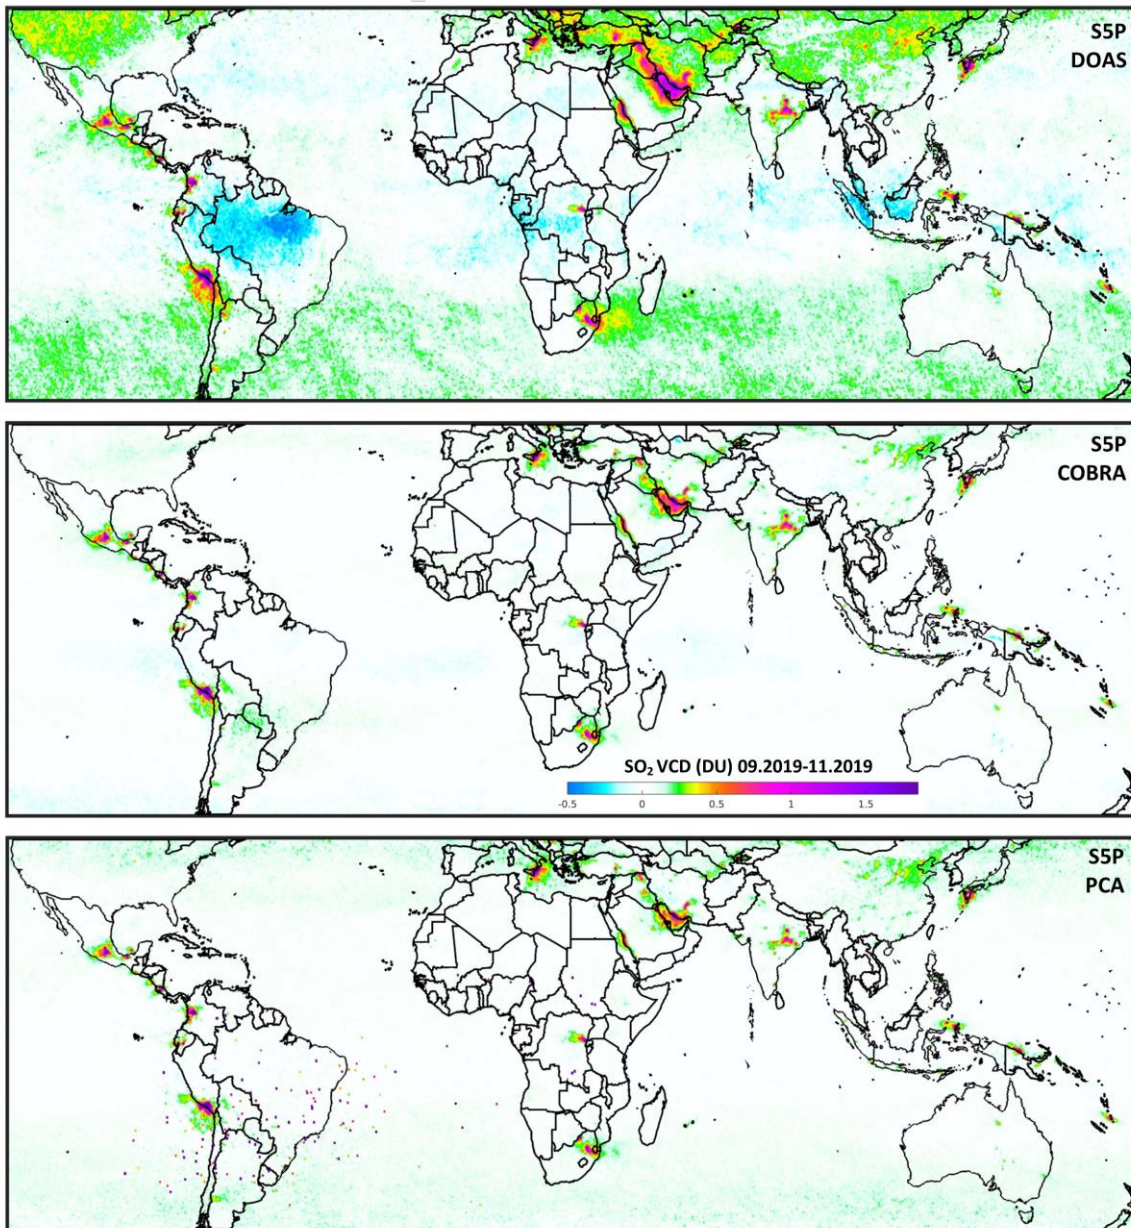 S5P
DOAS
S5P
COBRA
SO₂ VCD (DU) 09.2019-11.2019
-0.5 0 0.5 1 1.5
S5P
PCA